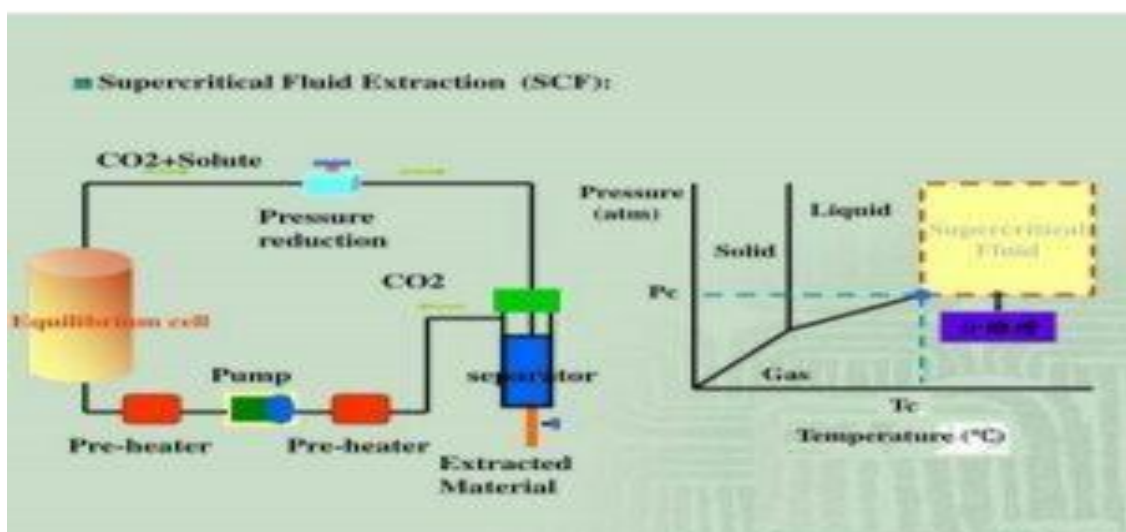 Supercritical Fluid Extraction (SCF):
CO2+Solute
Pressure
reduction
CO2
Equilibrium cell
Pump
separator
Pre-heater
Pre-heater
Extracted
Material
Pressure
(atm)
Liquid
Supercritical
Fluid
Solid
Pc
Gas
Tc
Temperature (°C)